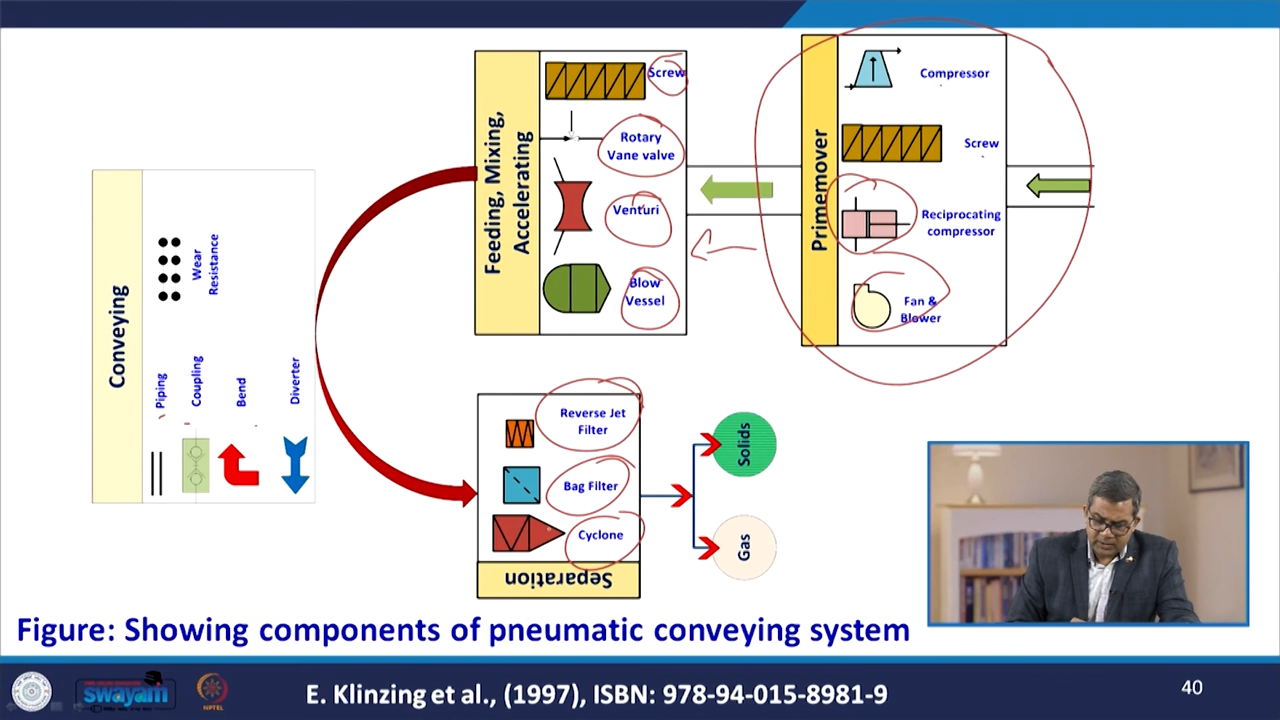 Primemover
Compressor
Screw
Reciprocating
compressor
Fan &
Blower
Feeding, Mixing,
Accelerating
Screw
Rotary
Vane valve
Venturi
Blow
Vessel
Conveying
Wear
Resistance
Piping
Coupling
Bend
Diverter
Reverse Jet
Filter
Bag Filter
Cyclone
Separation
Solids
Gas
Figure: Showing components of pneumatic conveying system
swayam
NPTEL
E. Klinzing et al., (1997), ISBN: 978-94-015-8981-9
40